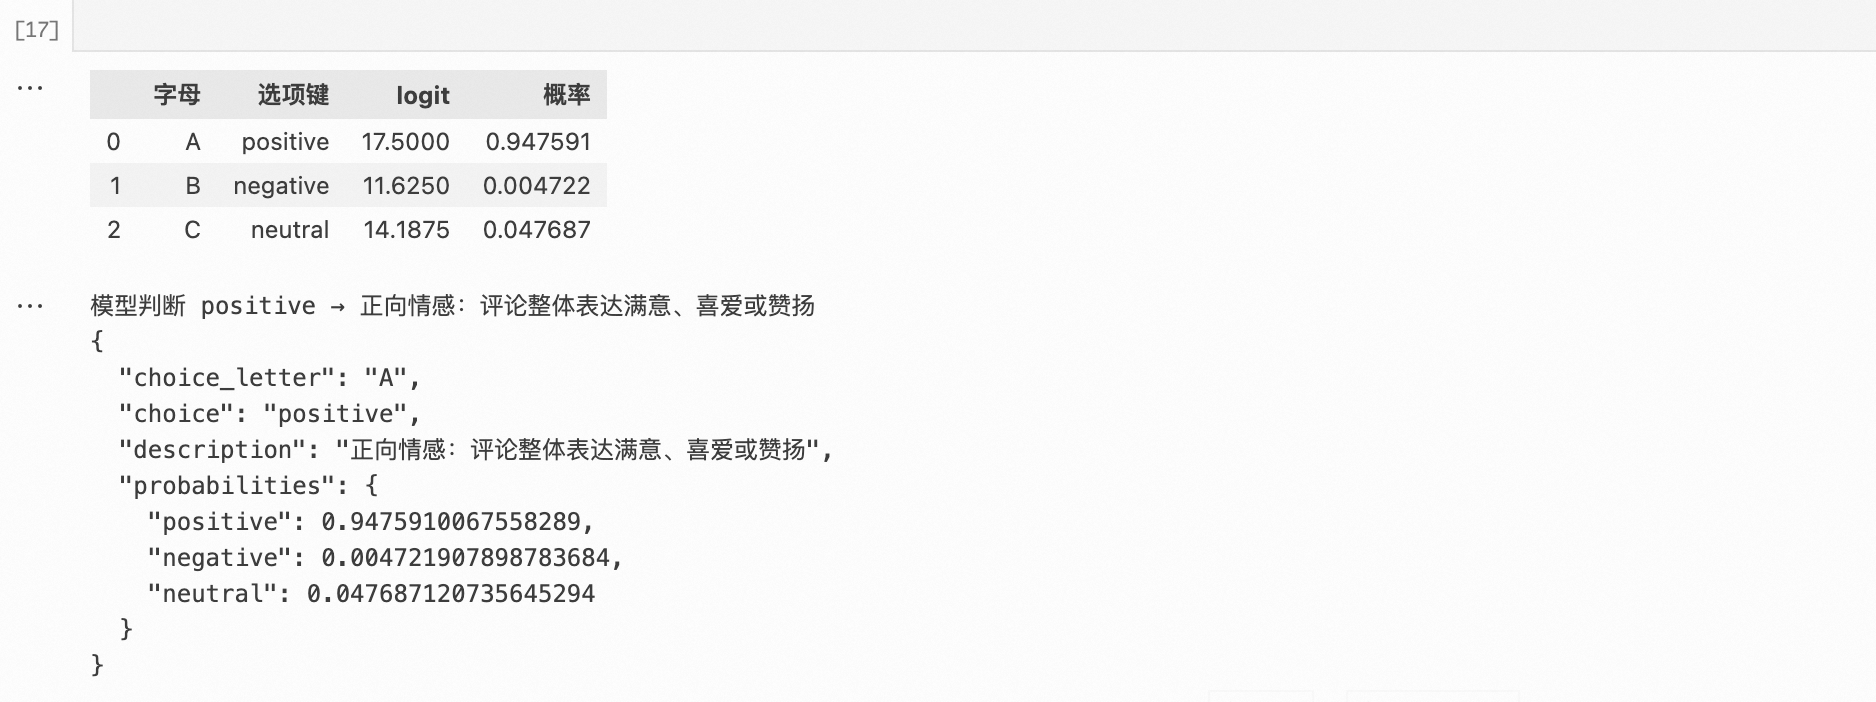 [17]
字母 选项键 logit 概率
0 A positive 17.5000 0.947591
1 B negative 11.6250 0.004722
2 C neutral 14.1875 0.047687
模型判断 positive → 正向情感：评论整体表达满意、喜爱或赞扬
{
  "choice_letter": "A",
  "choice": "positive",
  "description": "正向情感：评论整体表达满意、喜爱或赞扬",
  "probabilities": {
    "positive": 0.9475910067558289,
    "negative": 0.004721907898783684,
    "neutral": 0.047687120735645294
  }
}